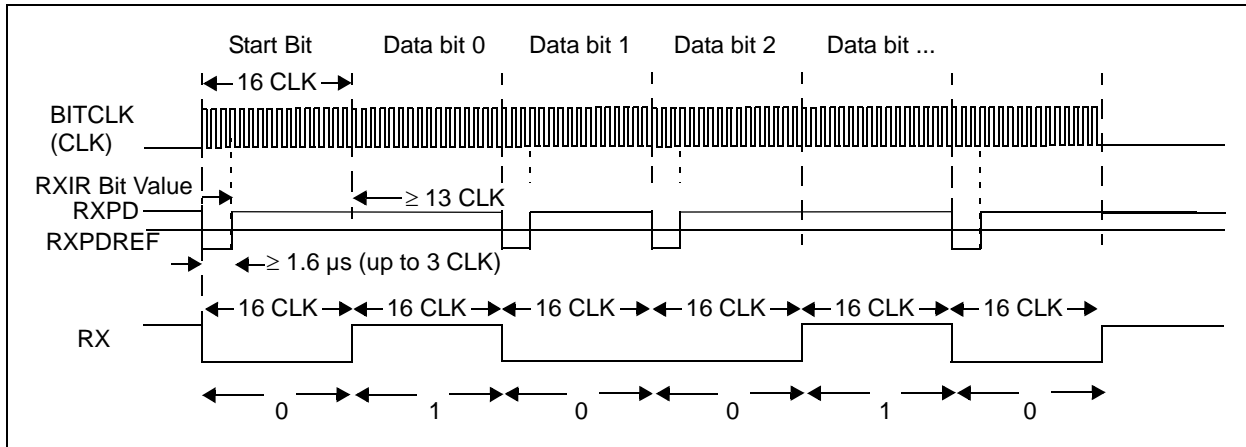 Start Bit Data bit 0 Data bit 1 Data bit 2 Data bit ...
16 CLK
BITCLK
(CLK)
RXIR Bit Value
≥ 13 CLK
RXPD
RXPDREF
≥ 1.6 µs (up to 3 CLK)
16 CLK 16 CLK 16 CLK 16 CLK 16 CLK 16 CLK
RX
0 1 0 0 1 0